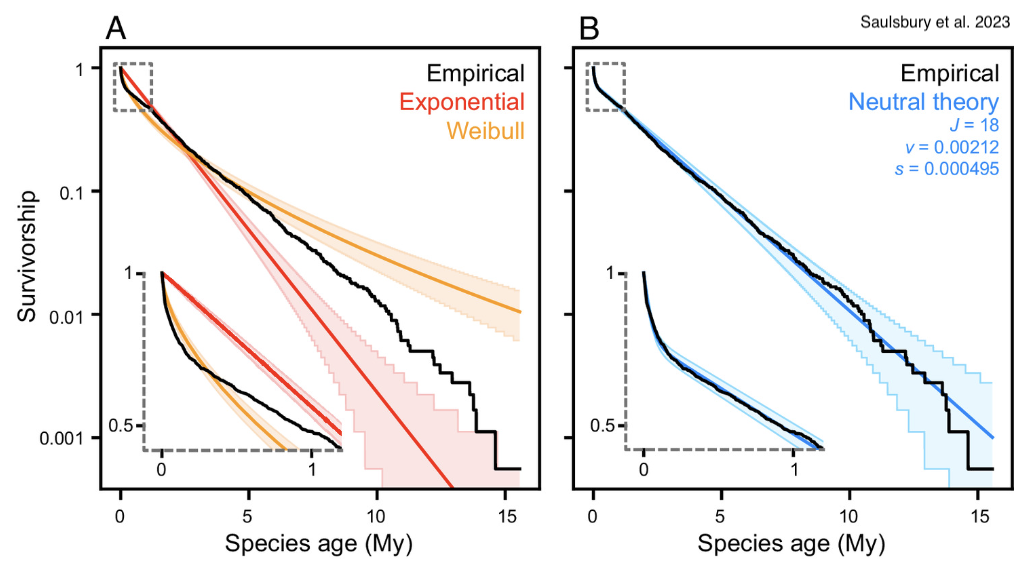 A
B
Saulsbury et al. 2023
Empirical
Exponential
Weibull
Empirical
Neutral theory
J = 18
v = 0.00212
s = 0.000495
Survivorship
1
0.1
0.01
0.001
1
0.5
0 1
1
0.5
0 1
0 5 10 15
0 5 10 15
Species age (My)
Species age (My)